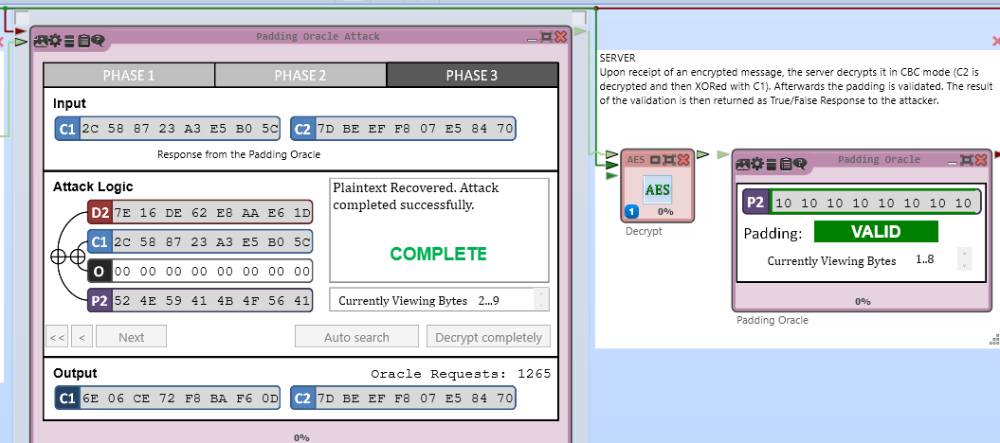 Padding Oracle Attack
PHASE 1 PHASE 2 PHASE 3
Input
C1 2C 58 87 23 A3 E5 B0 5C C2 7D BE EF F8 07 E5 84 70
Response from the Padding Oracle
Attack Logic
D2 7E 16 DE 62 E8 AA E6 1D
C1 2C 58 87 23 A3 E5 B0 5C
O 00 00 00 00 00 00 00 00
P2 52 4E 59 41 4B 4F 56 41
Plaintext Recovered. Attack
completed successfully.
COMPLETE
Currently Viewing Bytes 2...9
<< < Next Auto search Decrypt completely
Output Oracle Requests: 1265
C1 6E 06 CE 72 F8 BA F6 0D C2 7D BE EF F8 07 E5 84 70
0%
SERVER
Upon receipt of an encrypted message, the server decrypts it in CBC mode (C2 is
decrypted and then XORed with C1). Afterwards the padding is validated. The result
of the validation is then returned as True/False Response to the attacker.
AES
AES
1 0%
Decrypt
Padding Oracle
P2 10 10 10 10 10 10 10 10
Padding: VALID
Currently Viewing Bytes 1..8
0%
Padding Oracle